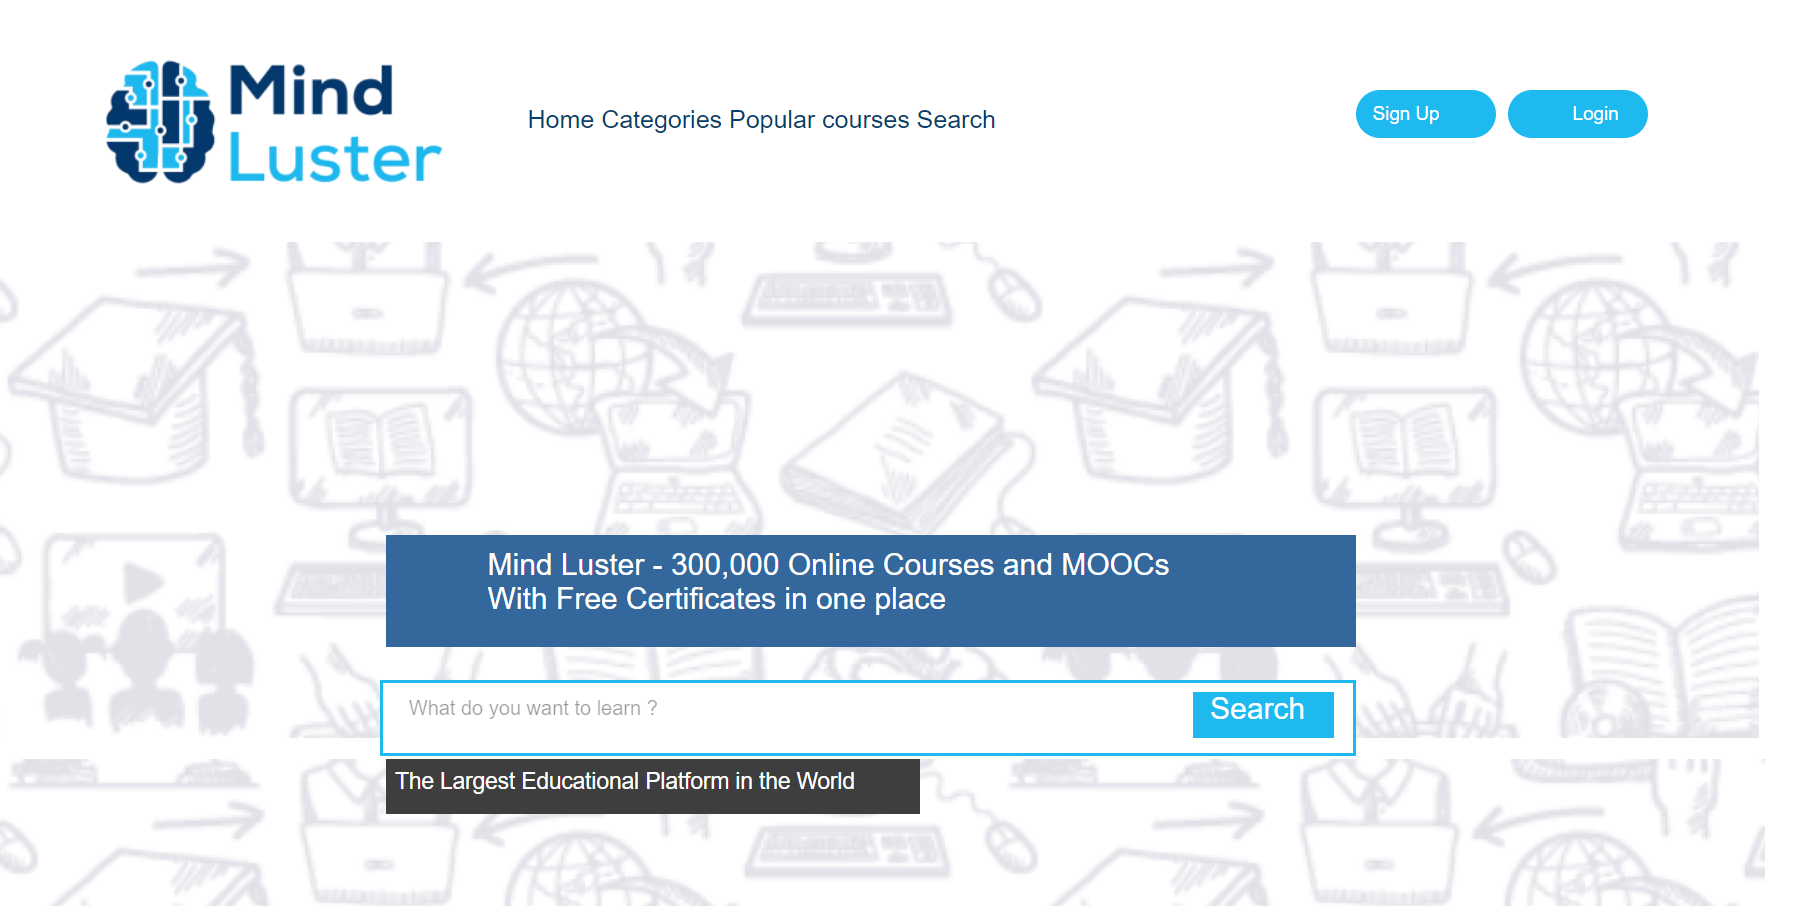 Mind
Luster
Home Categories Popular courses Search
Sign Up
Login
Mind Luster - 300,000 Online Courses and MOOCs
With Free Certificates in one place
What do you want to learn ?
Search
The Largest Educational Platform in the World